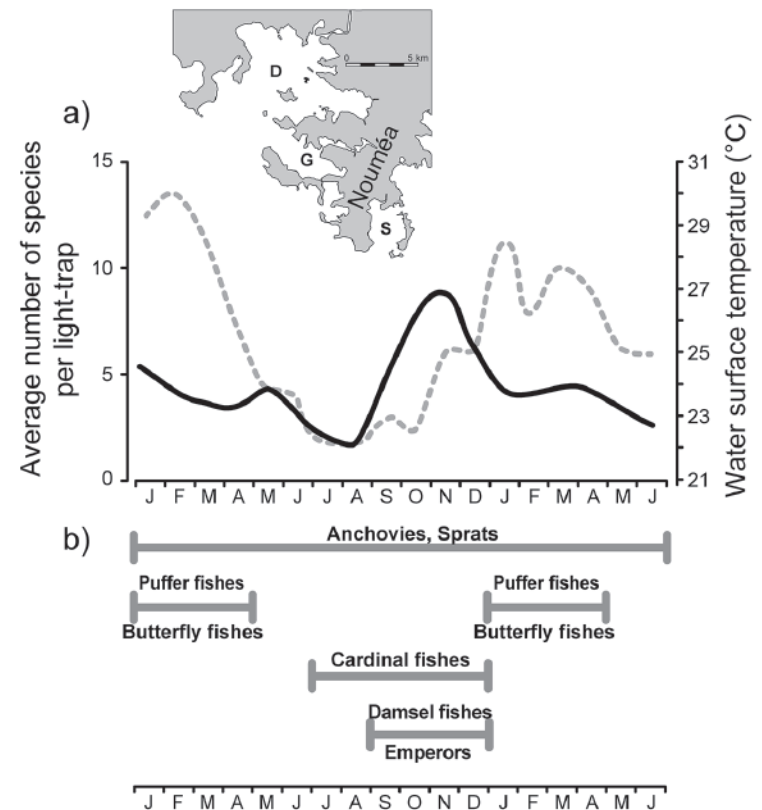 D
0 5 km
a)
G
Nouméa
S
Average number of species
per light-trap
15
10
5
0
31
29
27
25
23
21
Water surface temperature (°C)
J F M A M J J A S O N D J F M A M J
b)
Anchovies, Sprats
Puffer fishes Puffer fishes
Butterfly fishes Butterfly fishes
Cardinal fishes
Damsel fishes
Emperors
J F M A M J J A S O N D J F M A M J